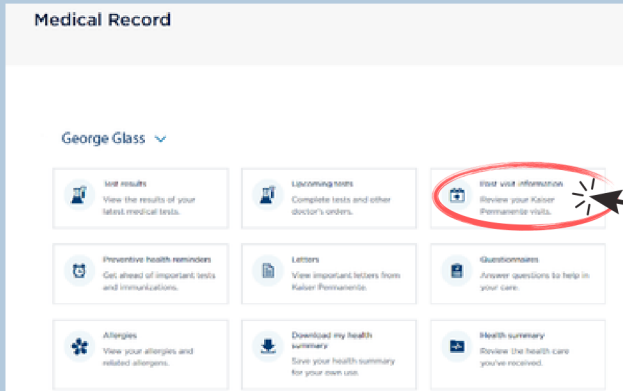 Medical Record
George Glass
Test results
View the results of your
latest medical tests.
Upcoming tests
Complete tests and other
doctor's orders.
Past visit information
Review your Kaiser
Permanente visits.
Preventive health reminders
Get ahead of important tests
and immunizations.
Letters
View important letters from
Kaiser Permanente.
Questionnaires
Answer questions to help in
your care.
Allergies
View your allergies and
related allergens.
Download my health
summary
Save your health summary
for your own use.
Health summary
Review the health care
you've received.